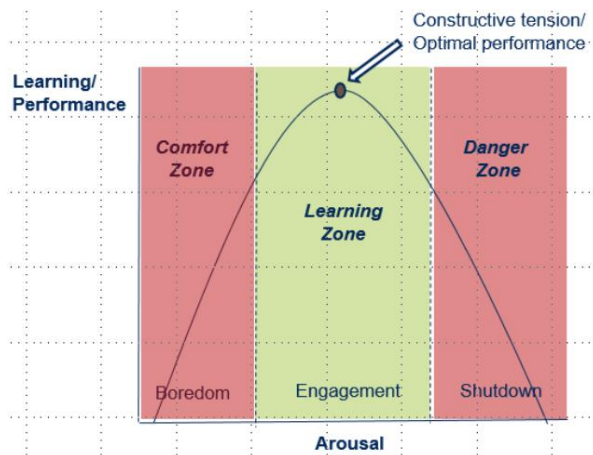 Constructive tension/
Optimal performance
Learning/
Performance
Comfort
Zone
Danger
Zone
Learning
Zone
Boredom
Engagement
Shutdown
Arousal